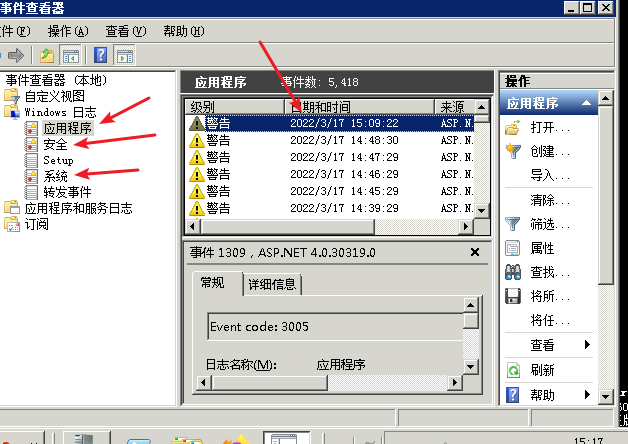 事件查看器
件(F) 操作(A) 查看(V) 帮助(H)
事件查看器 (本地)
自定义视图
Windows 日志
应用程序
安全
Setup
系统
转发事件
应用程序和服务日志
订阅
应用程序 事件数: 5,418
级别 日期和时间 来源
警告 2022/3/17 15:09:22 ASP.N
警告 2022/3/17 14:48:30 ASP.N
警告 2022/3/17 14:47:29 ASP.N
警告 2022/3/17 14:46:29 ASP.N
警告 2022/3/17 14:45:29 ASP.N
警告 2022/3/17 14:39:29 ASP.N
事件 1309，ASP.NET 4.0.30319.0
常规 详细信息
Event code: 3005
日志名称(M): 应用程序
操作
应用程序
打开...
创建...
导入...
清除...
筛选...
属性
查找...
将所...
将任...
查看
刷新
帮助
15:17